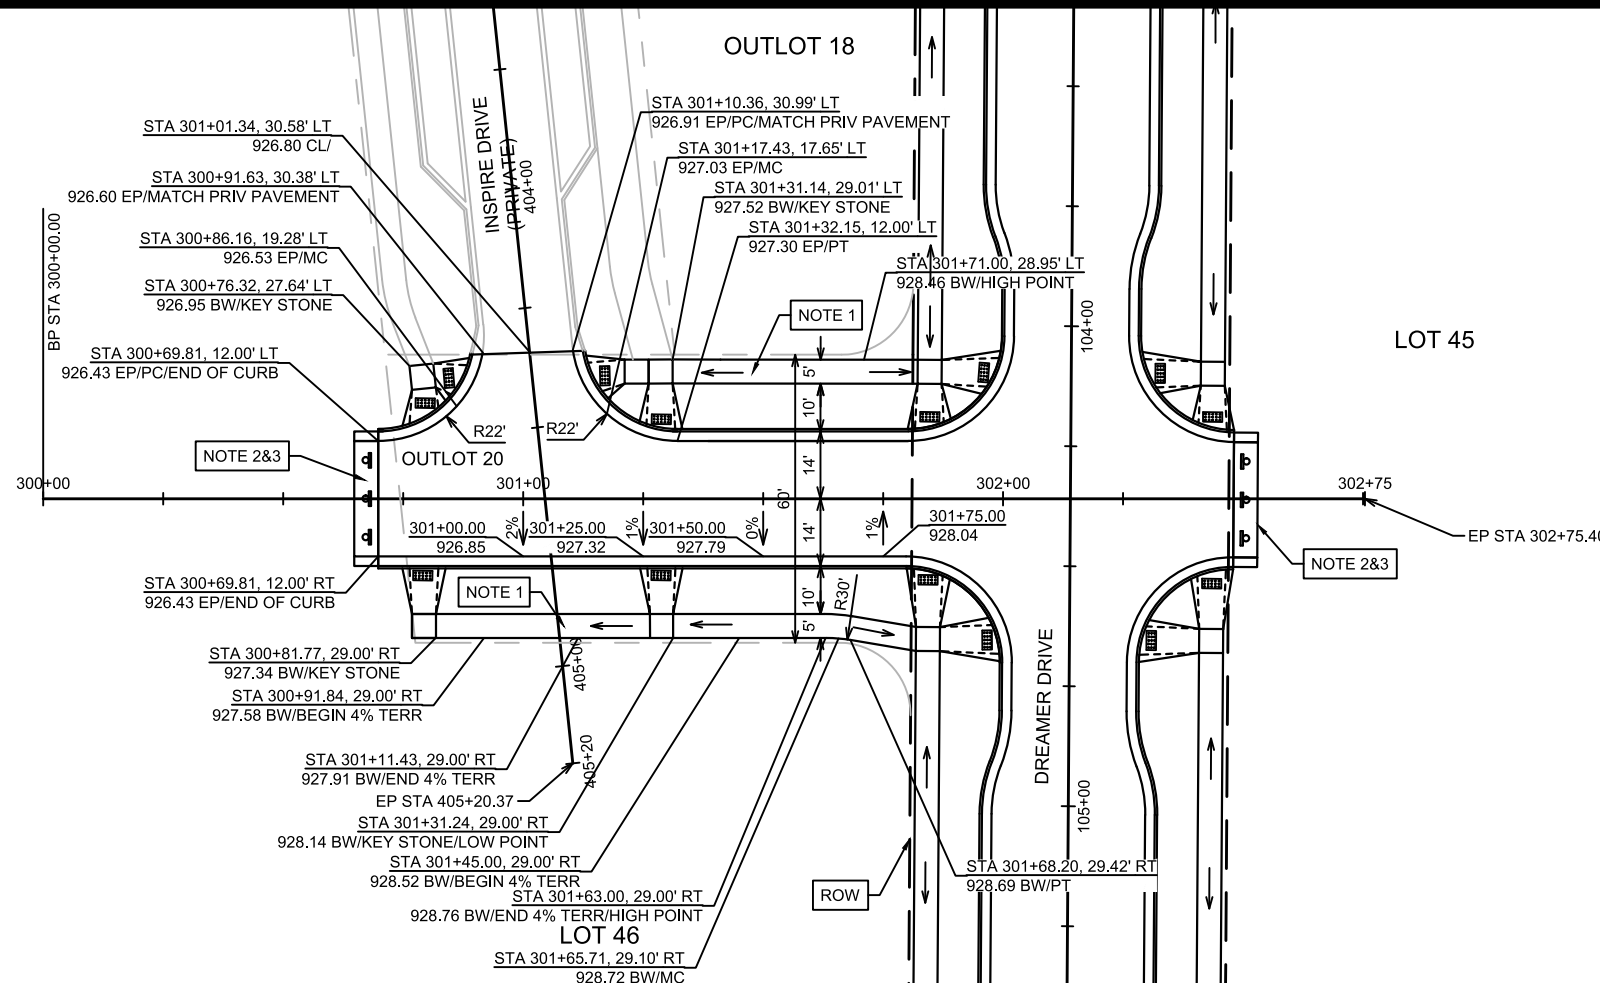 OUTLOT 18
STA 301+01.34, 30.58' LT
926.80 CL/
STA 300+91.63, 30.38' LT
926.60 EP/MATCH PRIV PAVEMENT
STA 300+86.16, 19.28' LT
926.53 EP/MC
STA 300+76.32, 27.64' LT
926.95 BW/KEY STONE
STA 300+69.81, 12.00' LT
926.43 EP/PC/END OF CURB
BP STA 300+00.00
INSPIRE DRIVE
(PRIVATE)
404+00
STA 301+10.36, 30.99' LT
926.91 EP/PC/MATCH PRIV PAVEMENT
STA 301+17.43, 17.65' LT
927.03 EP/MC
STA 301+31.14, 29.01' LT
927.52 BW/KEY STONE
STA 301+32.15, 12.00' LT
927.30 EP/PT
STA 301+71.00, 28.95' LT
928.46 BW/HIGH POINT
NOTE 1
104+00
LOT 45
5'
10'
14'
60'
14'
10'
5'
R22'
R22'
NOTE 2&3
OUTLOT 20
300+00
301+00
302+00
302+75
301+00.00
926.85
2%
301+25.00
927.32
1%
301+50.00
927.79
0%
1%
301+75.00
928.04
EP STA 302+75.40
NOTE 2&3
STA 300+69.81, 12.00' RT
926.43 EP/END OF CURB
NOTE 1
R30'
STA 300+81.77, 29.00' RT
927.34 BW/KEY STONE
STA 300+91.84, 29.00' RT
927.58 BW/BEGIN 4% TERR
405+00
STA 301+11.43, 29.00' RT
927.91 BW/END 4% TERR
EP STA 405+20.37
405+20
STA 301+31.24, 29.00' RT
928.14 BW/KEY STONE/LOW POINT
STA 301+45.00, 29.00' RT
928.52 BW/BEGIN 4% TERR
STA 301+63.00, 29.00' RT
928.76 BW/END 4% TERR/HIGH POINT
LOT 46
STA 301+65.71, 29.10' RT
928.72 BW/MC
DREAMER DRIVE
105+00
STA 301+68.20, 29.42' RT
928.69 BW/PT
ROW